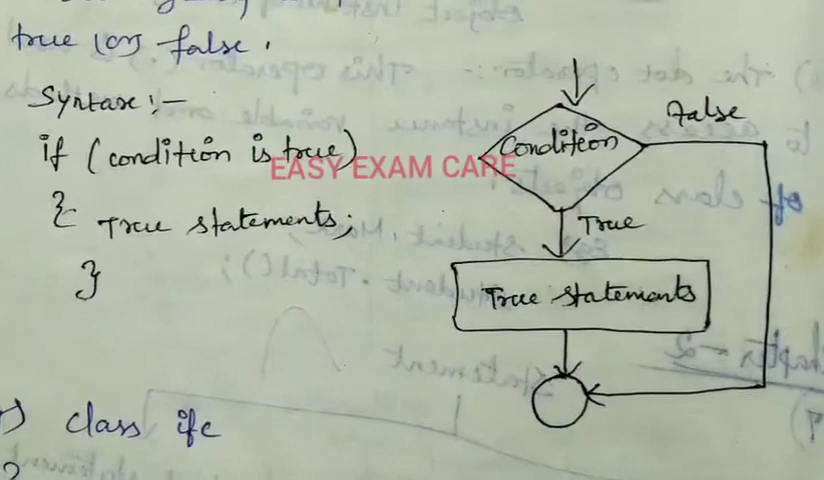 true (or) false.
Syntax :-
if (condition is true)
{ True statements;
}
Condition
False
True
True statements
EASY EXAM CARE
class ife